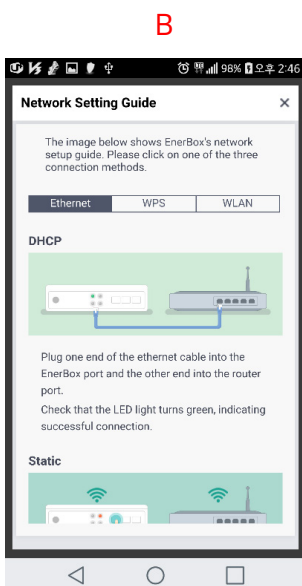 B
98% 오후 2:46
Network Setting Guide ×
The image below shows EnerBox's network
setup guide. Please click on one of the three
connection methods.
Ethernet WPS WLAN
DHCP
Plug one end of the ethernet cable into the
EnerBox port and the other end into the router
port.
Check that the LED light turns green, indicating
successful connection.
Static